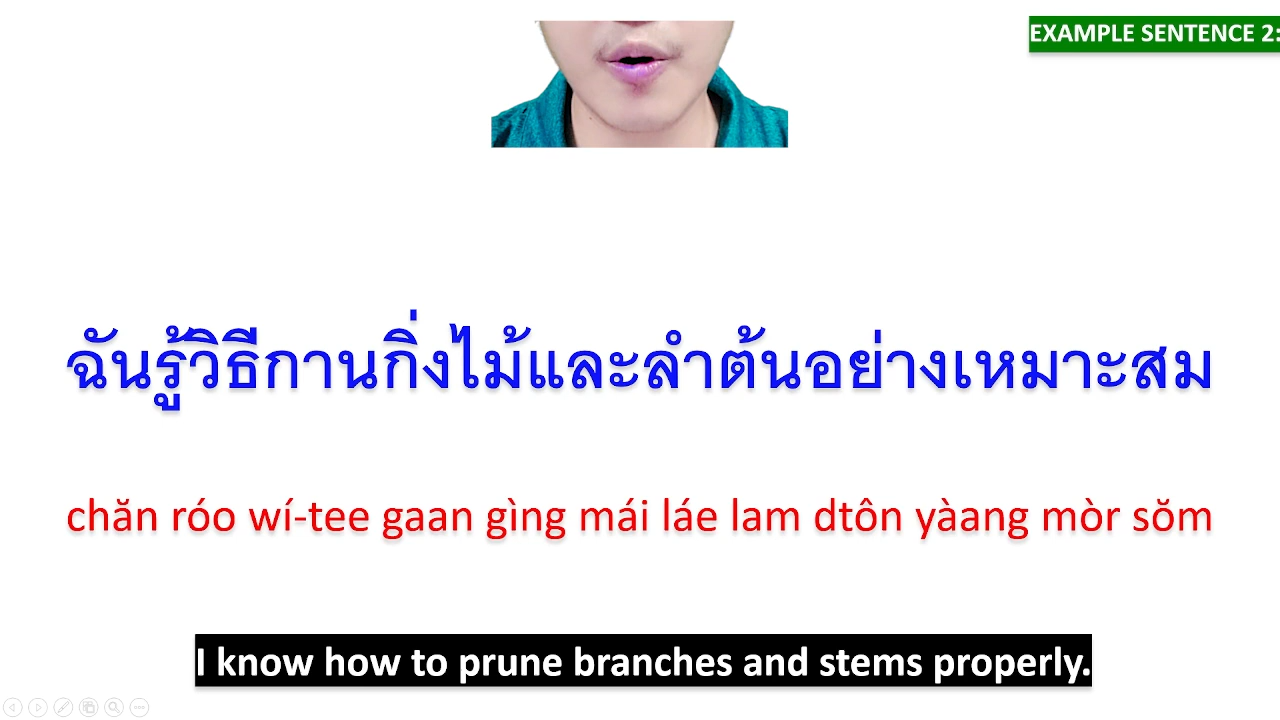 EXAMPLE SENTENCE 2:
ฉันรู้วิธีกานกิ่งไม้และลำต้นอย่างเหมาะสม
chăn róo wí-tee gaan gìng mái láe lam dtôn yàang mòr sŏm
I know how to prune branches and stems properly.